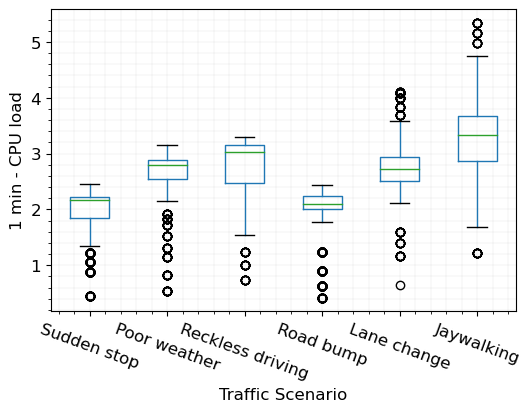 5
4
3
2
1
1 min - CPU load
Sudden stop
Poor weather
Reckless driving
Road bump
Lane change
Jaywalking
Traffic Scenario